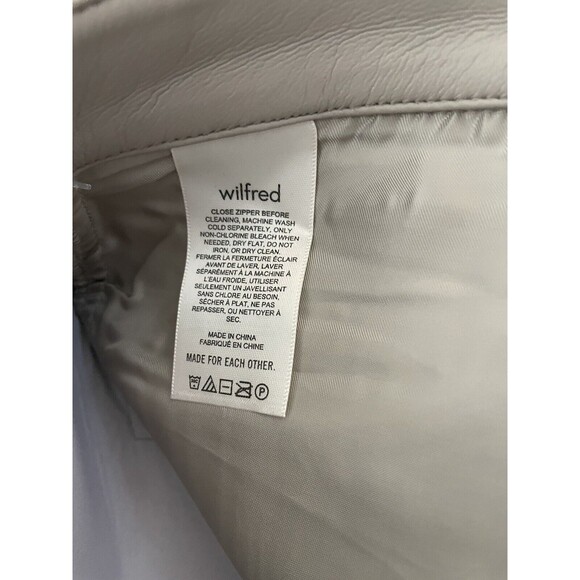 wilfred
CLOSE ZIPPER BEFORE
CLEANING, MACHINE WASH
COLD SEPARATELY, ONLY
NON-CHLORINE BLEACH WHEN
NEEDED, DRY FLAT, DO NOT
IRON, OR DRY CLEAN.
FERMER LA FERMETURE ÉCLAIR
AVANT DE LAVER, LAVER
SÉPARÉMENT À LA MACHINE À
L'EAU FROIDE, UTILISER
SEULEMENT UN JAVELLISANT
SANS CHLORE AU BESOIN,
SÉCHER À PLAT, NE PAS
REPASSER, OU NETTOYER À
SEC.
MADE IN CHINA
FABRIQUÉ EN CHINE
MADE FOR EACH OTHER.
P